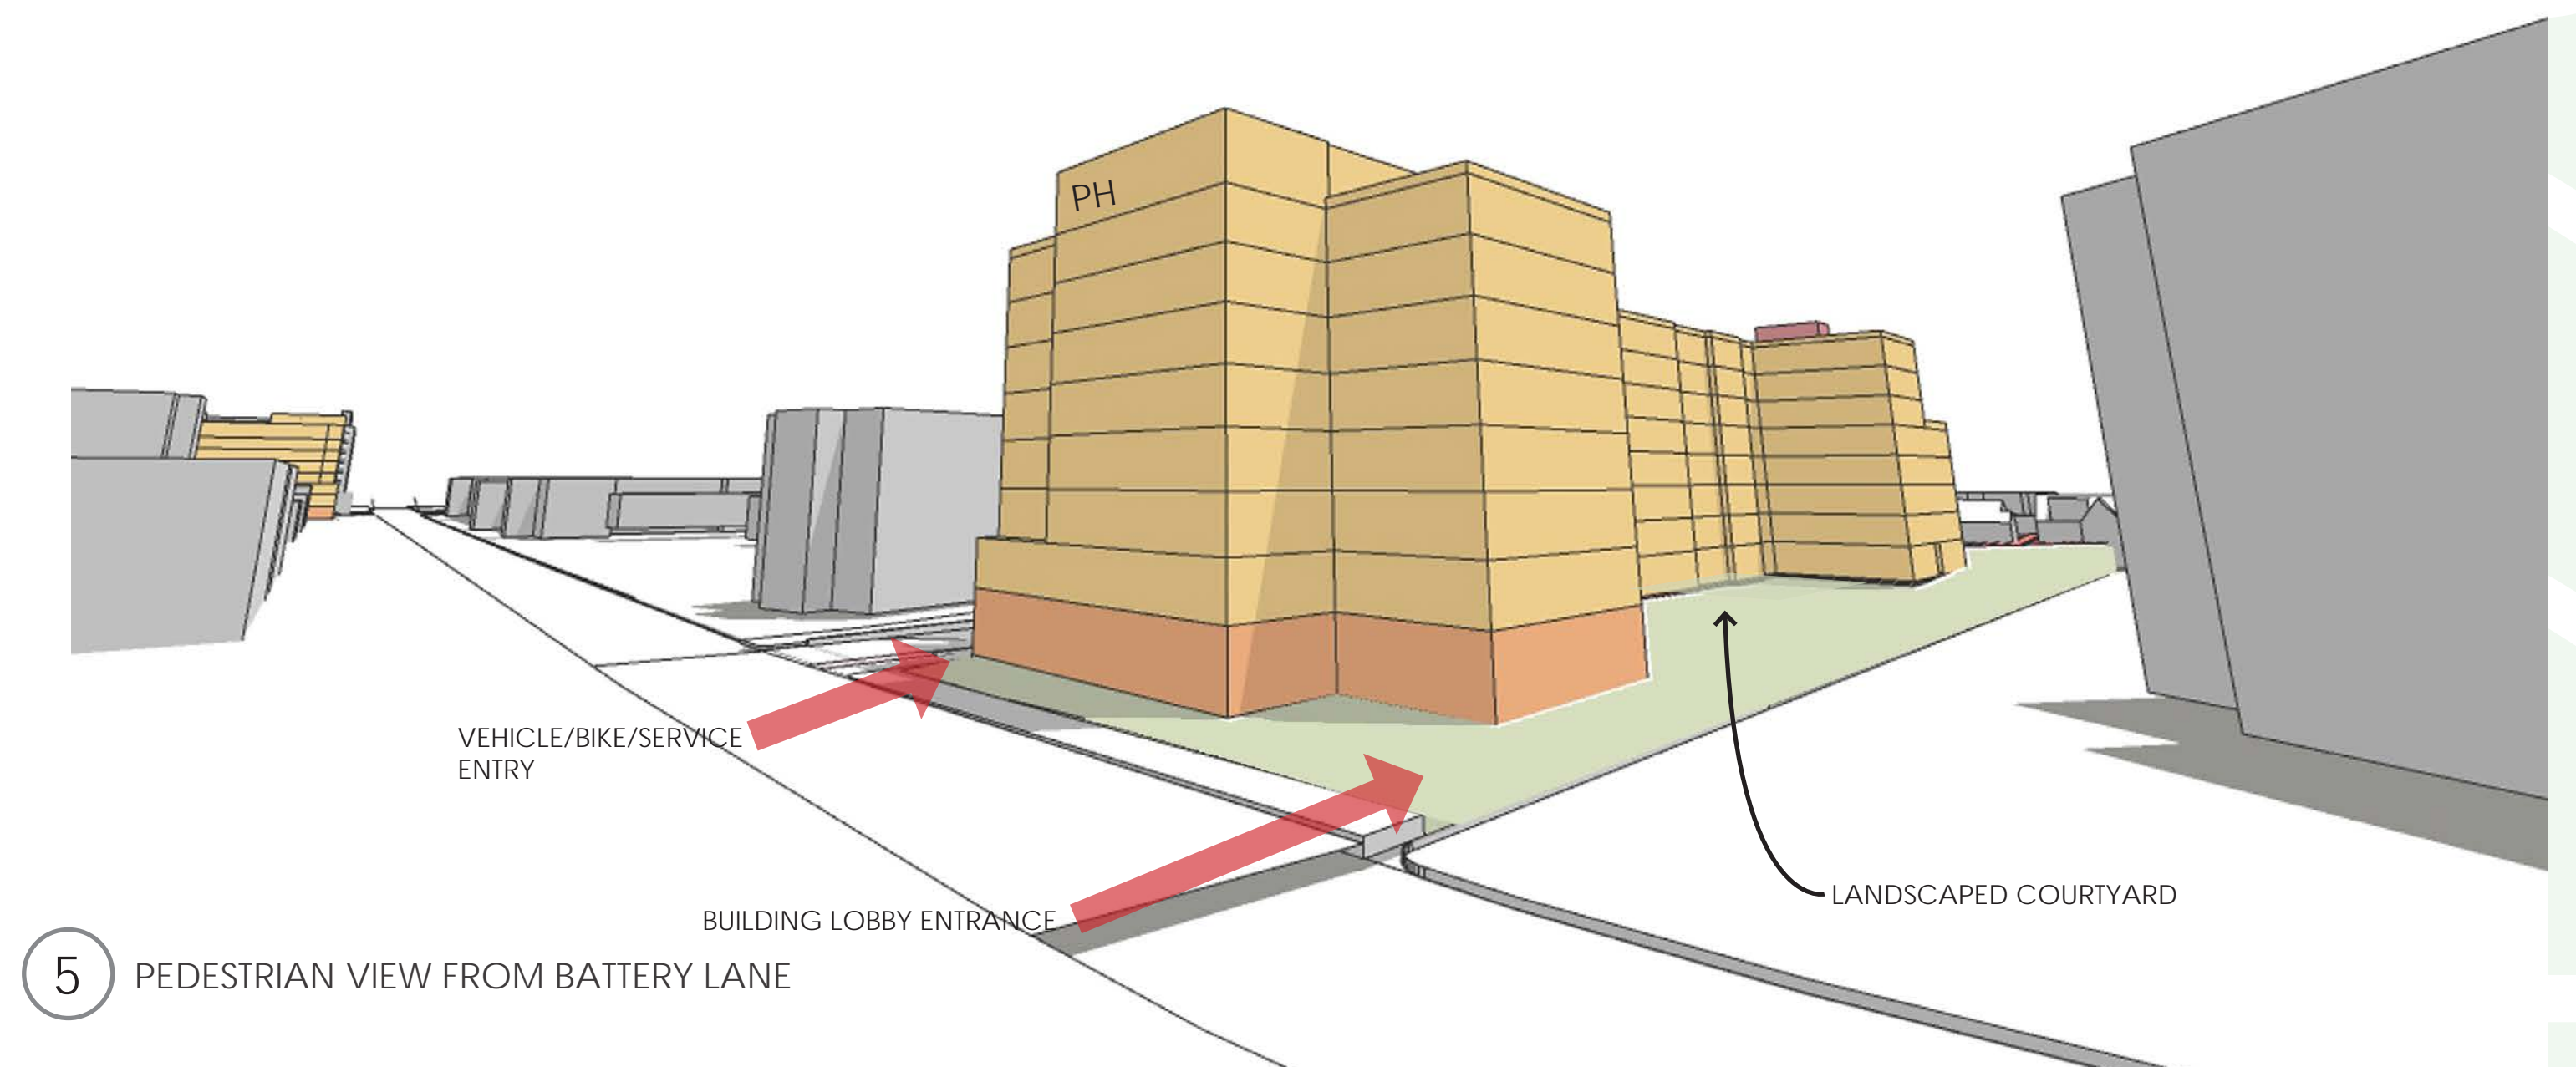 PH
VEHICLE/BIKE/SERVICE
ENTRY
BUILDING LOBBY ENTRANCE
LANDSCAPED COURTYARD
5 PEDESTRIAN VIEW FROM BATTERY LANE